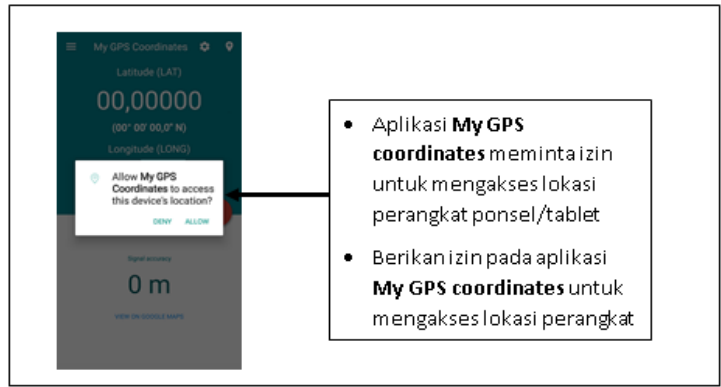 My GPS Coordinates
Latitude (LAT)
00,00000
(00° 00' 00,0" N)
Longitude (LONG)
Allow My GPS
Coordinates to access
this device's location?
DENY ALLOW
Signal accuracy
0 m
VIEW ON GOOGLE MAPS
• Aplikasi My GPS
coordinates meminta izin
untuk mengakses lokasi
perangkat ponsel/tablet
• Berikan izin pada aplikasi
My GPS coordinates untuk
mengakses lokasi perangkat